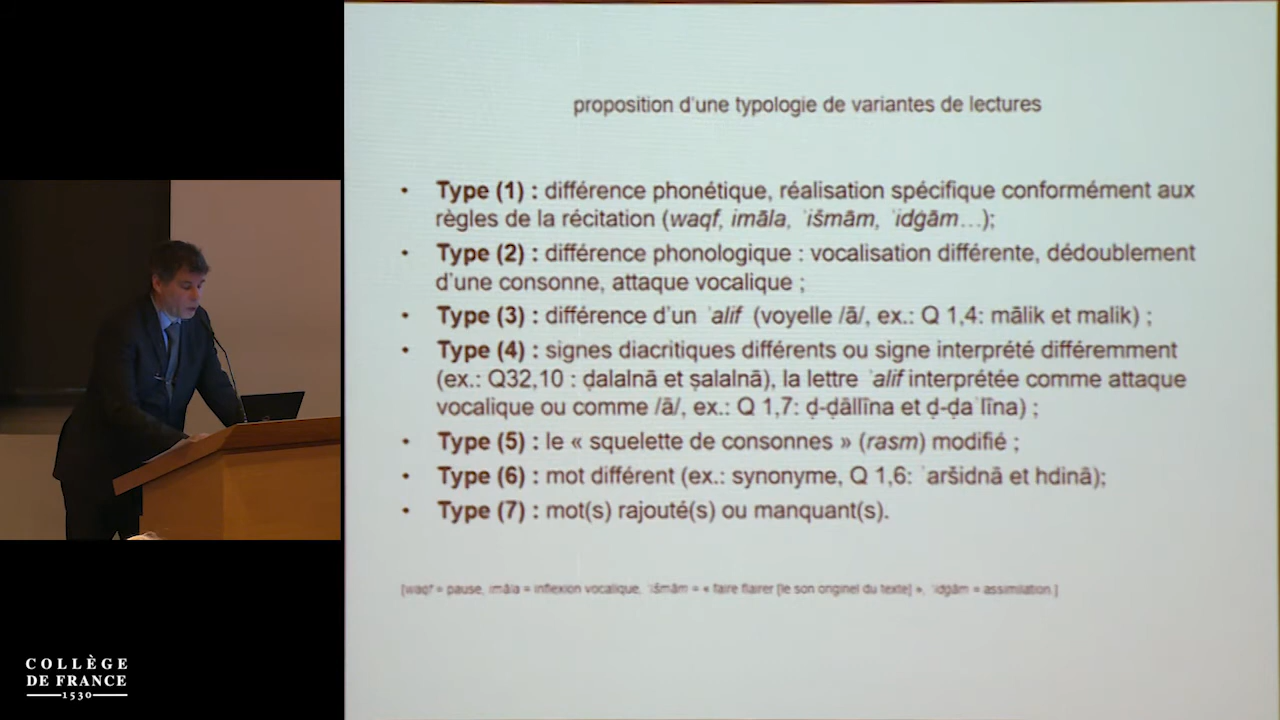 proposition d'une typologie de variantes de lectures
• Type (1) : différence phonétique, réalisation spécifique conformément aux
règles de la récitation (waqf, imāla, ʾišmām, ʾidġām…);
• Type (2) : différence phonologique : vocalisation différente, dédoublement
d'une consonne, attaque vocalique ;
• Type (3) : différence d'un ʾalif (voyelle /ā/, ex.: Q 1,4: mālik et malik) ;
• Type (4) : signes diacritiques différents ou signe interprété différemment
(ex.: Q32,10 : ḍalalnā et ṣalalnā), la lettre ʾalif interprétée comme attaque
vocalique ou comme /ā/, ex.: Q 1,7: ḍ-ḍāllīna et ḍ-ḍaʾlīna) ;
• Type (5) : le « squelette de consonnes » (rasm) modifié ;
• Type (6) : mot différent (ex.: synonyme, Q 1,6: ʾaršidnā et hdinā);
• Type (7) : mot(s) rajouté(s) ou manquant(s).
[waqf = pause, imāla = inflexion vocalique, ʾišmām = « faire flairer [le son originel du texte] », ʾidġām = assimilation.]
COLLÈGE
DE FRANCE
1530